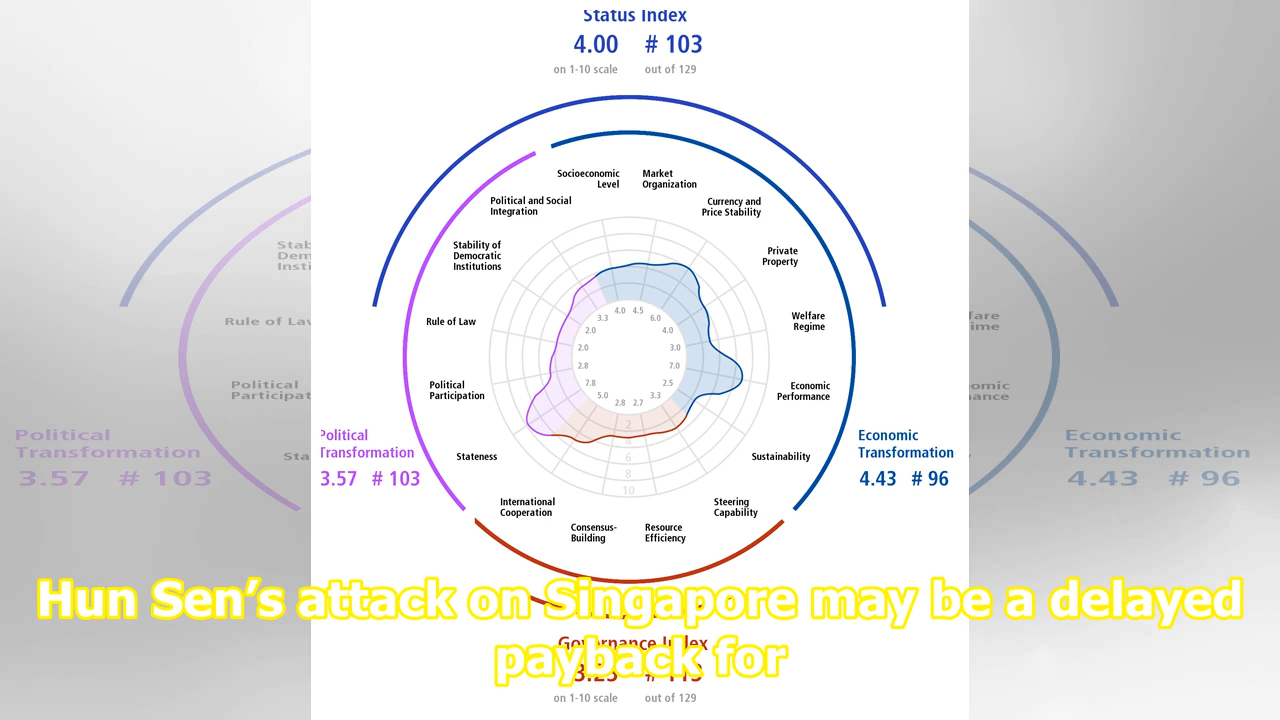 Status Index
4.00 # 103
on 1-10 scale out of 129
Socioeconomic
Level
Market
Organization
Political and Social
Integration
Currency and
Price Stability
Stability of
Democratic
Institutions
Private
Property
Rule of Law
Welfare
Regime
4.0 4.5
3.3 6.0
2.0 4.0
2.0 3.0
2.8 7.0
7.8 2.5
5.0 3.3
2.8 2.7
2
4
6
8
10
Political
Participation
Economic
Performance
Stateness
Sustainability
International
Cooperation
Steering
Capability
Consensus-
Building
Resource
Efficiency
Political
Transformation
3.57 # 103
Economic
Transformation
4.43 # 96
Rule of Law
Political
Political
Transformation
3.57 # 103
Economic
Transformation
4.43 # 96
Hun Sen’s attack on Singapore may be a delayed
payback for
Governance Index
on 1-10 scale out of 129